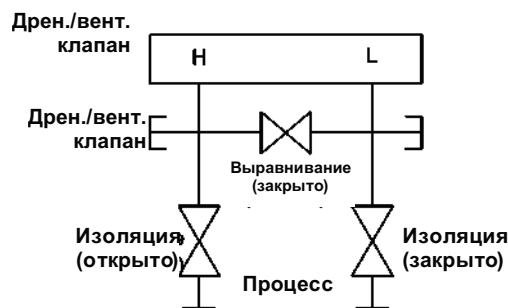 Дрен./вент.
клапан
H L
Дрен./вент.
клапан
Выравнивание
(закрыто)
Изоляция
(открыто)
Изоляция
(закрыто)
Процесс